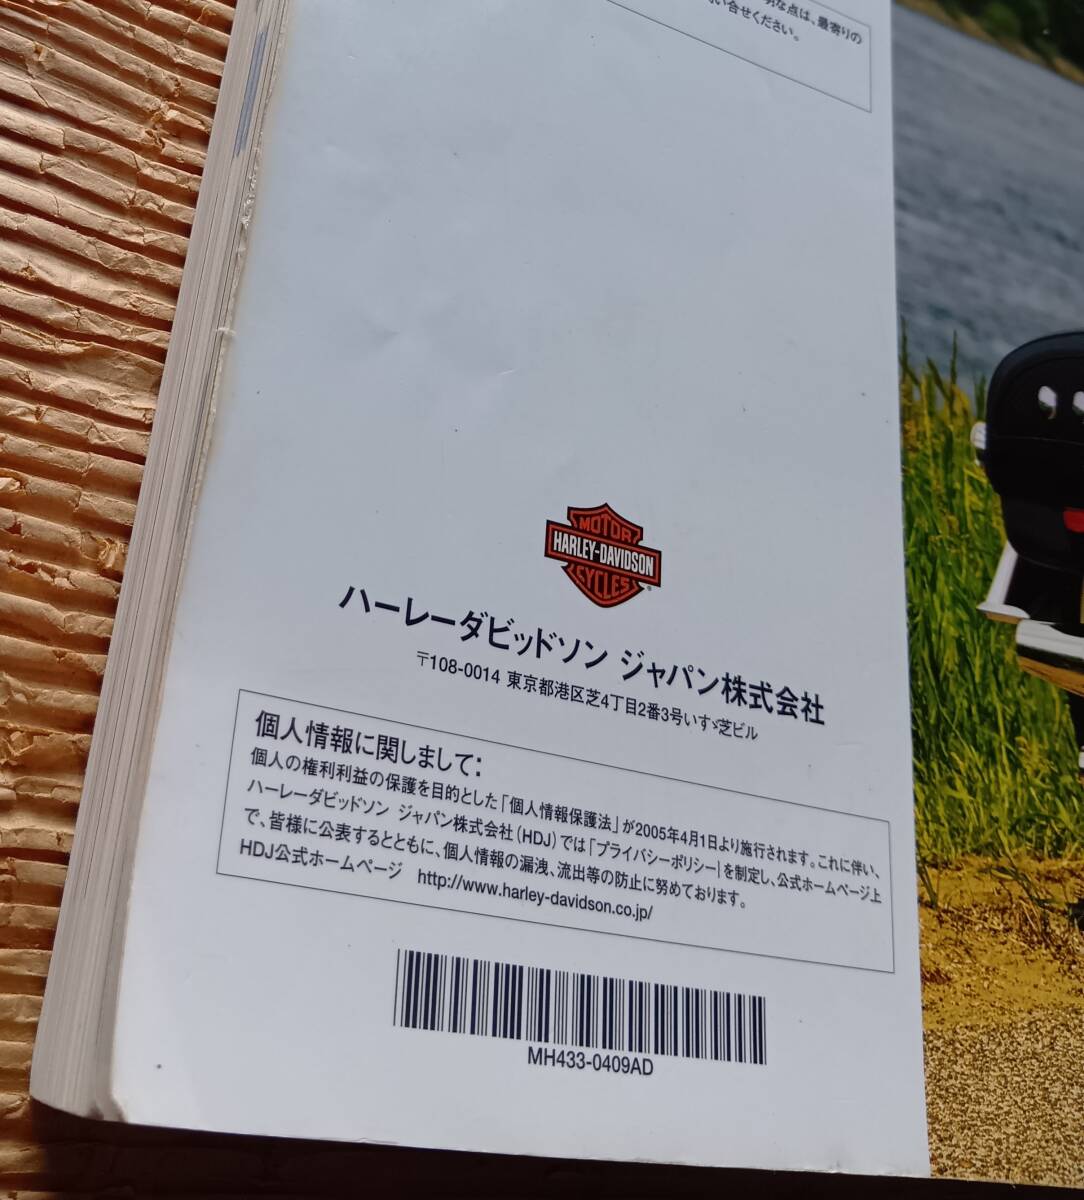 明な点は、最寄りの
い合せください。
MOTOR
HARLEY-DAVIDSON
CYCLES
ハーレーダビッドソン ジャパン株式会社
〒108-0014 東京都港区芝4丁目2番3号いすゞ芝ビル
個人情報に関しまして:
個人の権利利益の保護を目的とした「個人情報保護法」が2005年4月1日より施行されます。これに伴い、
ハーレーダビッドソン ジャパン株式会社(HDJ)では「プライバシーポリシー」を制定し、公式ホームページ上
で、皆様に公表するとともに、個人情報の漏洩、流出等の防止に努めております。
HDJ公式ホームページ http://www.harley-davidson.co.jp/
MH433-0409AD